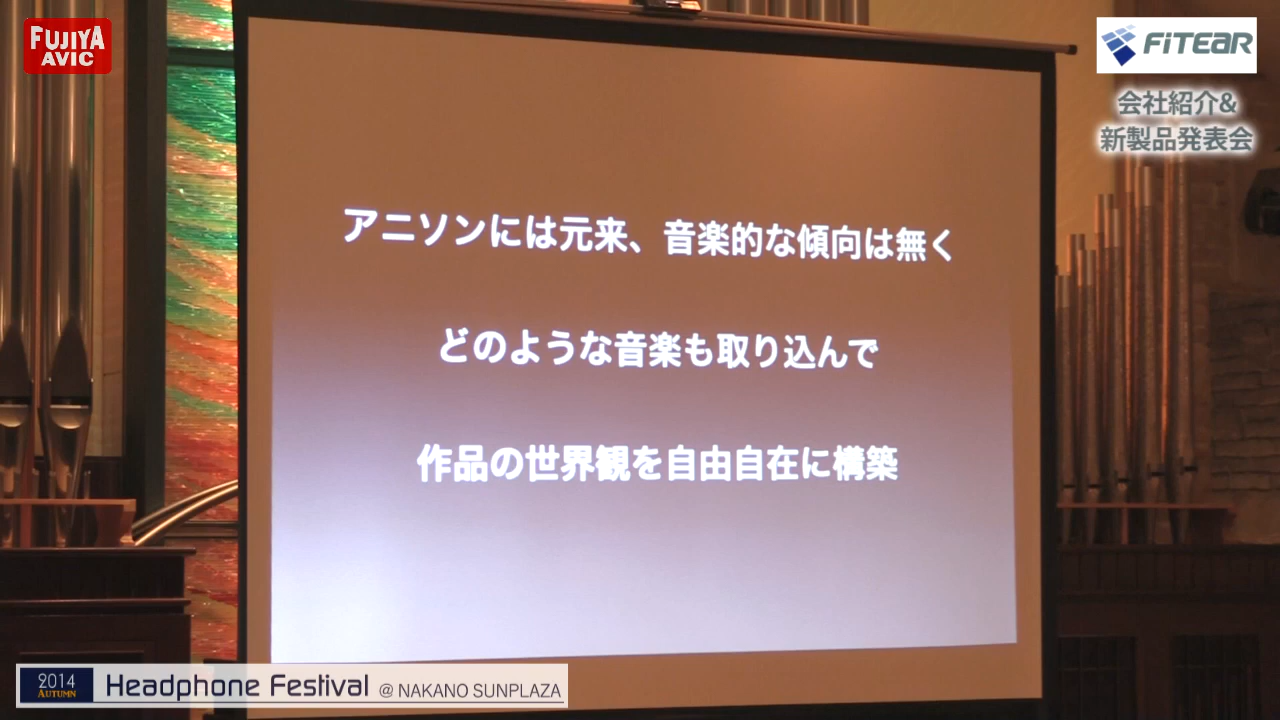 FUJIYA
AVIC
FitEar
会社紹介&
新製品発表会
アニソンには元来、音楽的な傾向は無く
どのような音楽も取り込んで
作品の世界観を自由自在に構築
2014
AUTUMN
Headphone Festival @ NAKANO SUNPLAZA